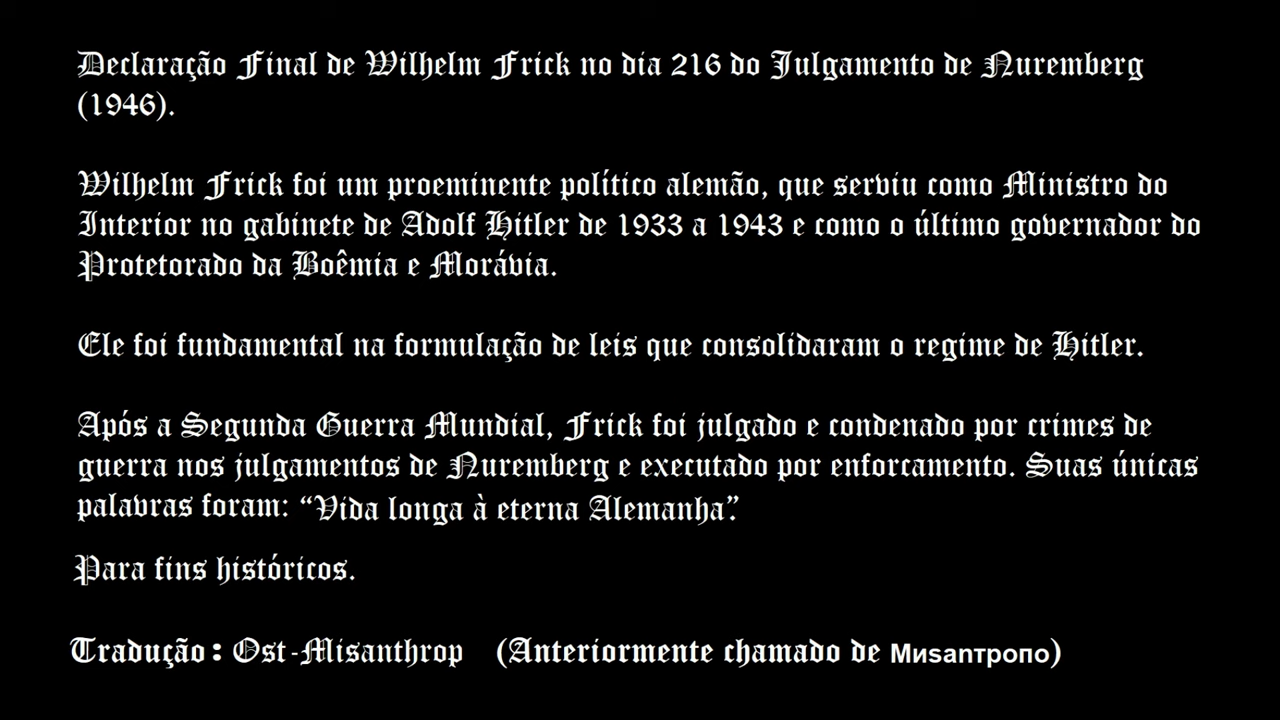 Declaração Final de Wilhelm Frick no dia 216 do Julgamento de Nuremberg
(1946).
Wilhelm Frick foi um proeminente político alemão, que serviu como Ministro do
Interior no gabinete de Adolf Hitler de 1933 a 1943 e como o último governador do
Protetorado da Boêmia e Morávia.
Ele foi fundamental na formulação de leis que consolidaram o regime de Hitler.
Após a Segunda Guerra Mundial, Frick foi julgado e condenado por crimes de
guerra nos julgamentos de Nuremberg e executado por enforcamento. Suas únicas
palavras foram: “Vida longa à eterna Alemanha”.
Para fins históricos.
Tradução: Ost-Misanthrop (Anteriormente chamado de Миsanтропо)